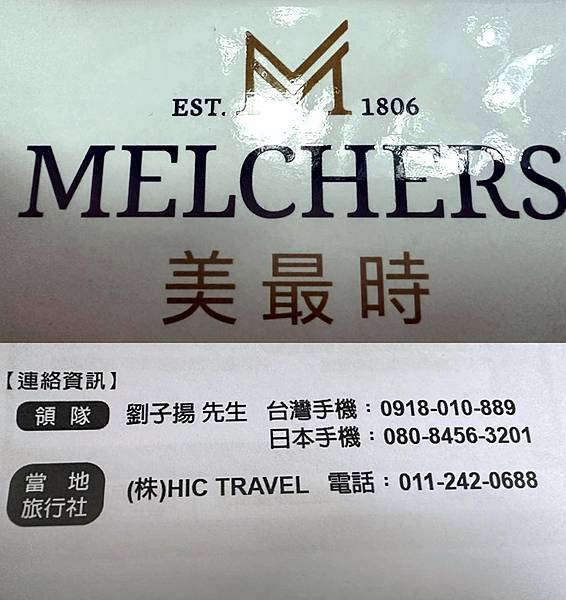 EST. 1806
MELCHERS
美最時
【連絡資訊】
領隊 劉子揚 先生 台灣手機：0918-010-889
日本手機：080-8456-3201
當地旅行社 (株)HIC TRAVEL 電話：011-242-0688